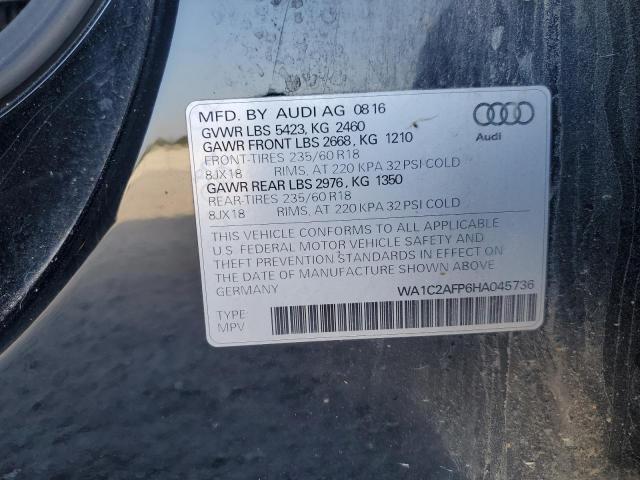 MFD. BY AUDI AG 08 16
GVWR LBS 5423, KG 2460
GAWR FRONT LBS 2668, KG 1210
FRONT-TIRES 235/60 R18
8JX18 RIMS, AT 220 KPA 32 PSI COLD
GAWR REAR LBS 2976, KG 1350
REAR-TIRES 235/60 R18
8JX18 RIMS, AT 220 KPA 32 PSI COLD
THIS VEHICLE CONFORMS TO ALL APPLICABLE
U.S. FEDERAL MOTOR VEHICLE SAFETY AND
THEFT PREVENTION STANDARDS IN EFFECT ON
THE DATE OF MANUFACTURE SHOWN ABOVE
GERMANY
WA1C2AFP6HA045736
TYPE:
MPV
Audi